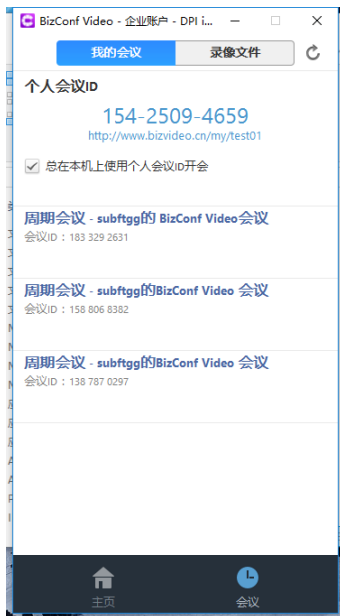 BizConf Video - 企业账户 - DPI i...
我的会议 录像文件
个人会议ID
154-2509-4659
http://www.bizvideo.cn/my/test01
总在本机上使用个人会议ID开会
周期会议 - subftgg的 BizConf Video会议
会议ID：183 329 2631
周期会议 - subftgg的BizConf Video 会议
会议ID：158 806 8382
周期会议 - subftgg的BizConf Video 会议
会议ID：138 787 0297
主页 会议